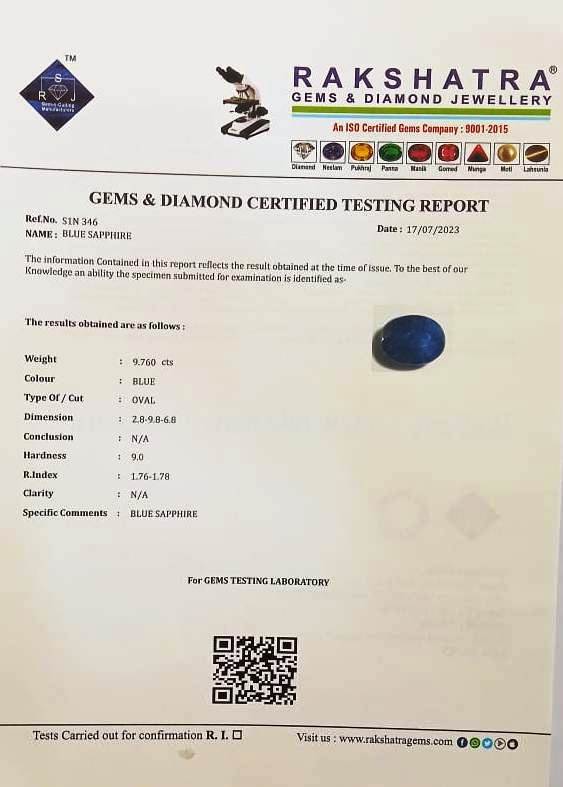 TM
S
R J
RAKSHATRA®
GEMS & DIAMOND JEWELLERY
An ISO Certified Gems Company : 9001-2015
Diamond Neelam Pukhraj Panna Manik Gomed Munga Moti Lahsunia
GEMS & DIAMOND CERTIFIED TESTING REPORT
Ref.No. S1N 346
Date : 17/07/2023
NAME : BLUE SAPPHIRE
The information Contained in this report reflects the result obtained at the time of issue. To the best of our
Knowledge an ability the specimen submitted for examination is identified as-
The results obtained are as follows :
Weight : 9.760 cts
Colour : BLUE
Type Of / Cut : OVAL
Dimension : 2.8-9.8-6.8
Conclusion : N/A
Hardness : 9.0
R.Index : 1.76-1.78
Clarity : N/A
Specific Comments : BLUE SAPPHIRE
For GEMS TESTING LABORATORY
Tests Carried out for confirmation R. I. ☐
Visit us : www.rakshatragems.com